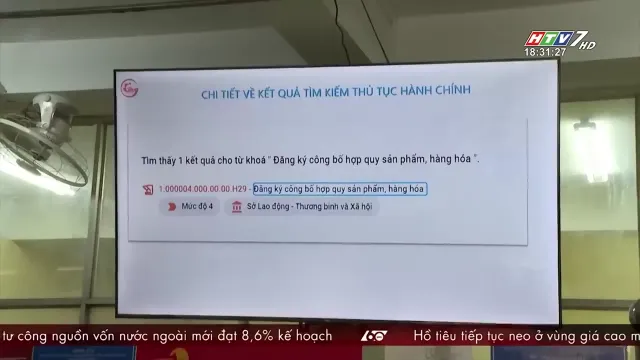 HTV7 HD
18:31:27
CHI TIẾT VỀ KẾT QUẢ TÌM KIẾM THỦ TỤC HÀNH CHÍNH
Tìm thấy 1 kết quả cho từ khoá " Đăng ký công bố hợp quy sản phẩm, hàng hóa ".
1.000004.000.00.00.H29 - Đăng ký công bố hợp quy sản phẩm, hàng hóa
Mức độ 4 Sở Lao động - Thương binh và Xã hội
tư công nguồn vốn nước ngoài mới đạt 8,6% kế hoạch 60 Hồ tiêu tiếp tục neo ở vùng giá cao m